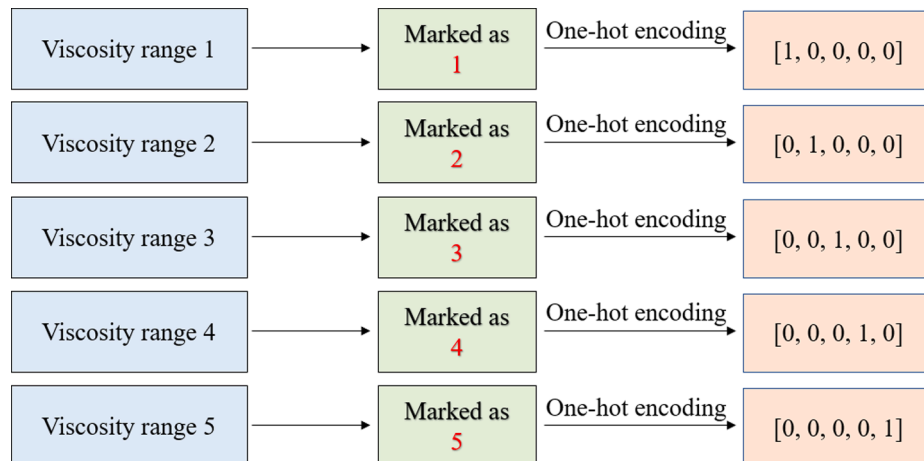 Viscosity range 1
Marked as
1
One-hot encoding
[1, 0, 0, 0, 0]
Viscosity range 2
Marked as
2
One-hot encoding
[0, 1, 0, 0, 0]
Viscosity range 3
Marked as
3
One-hot encoding
[0, 0, 1, 0, 0]
Viscosity range 4
Marked as
4
One-hot encoding
[0, 0, 0, 1, 0]
Viscosity range 5
Marked as
5
One-hot encoding
[0, 0, 0, 0, 1]